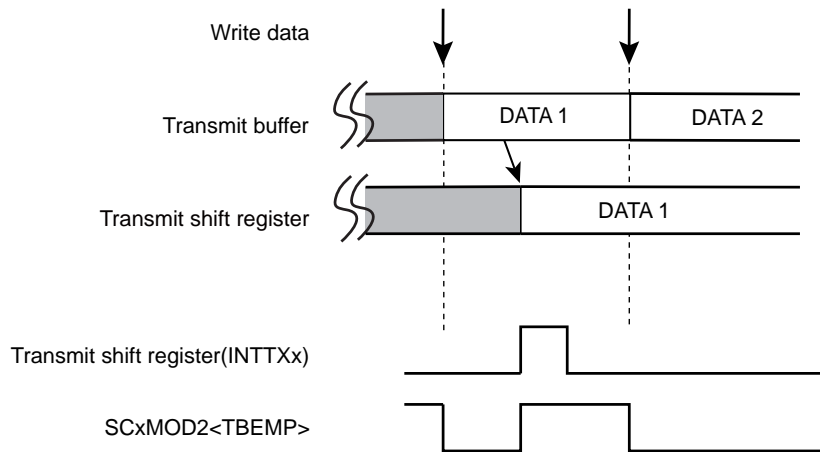 Write data
Transmit buffer
DATA 1
DATA 2
Transmit shift register
DATA 1
Transmit shift register(INTTXx)
SCxMOD2<TBEMP>